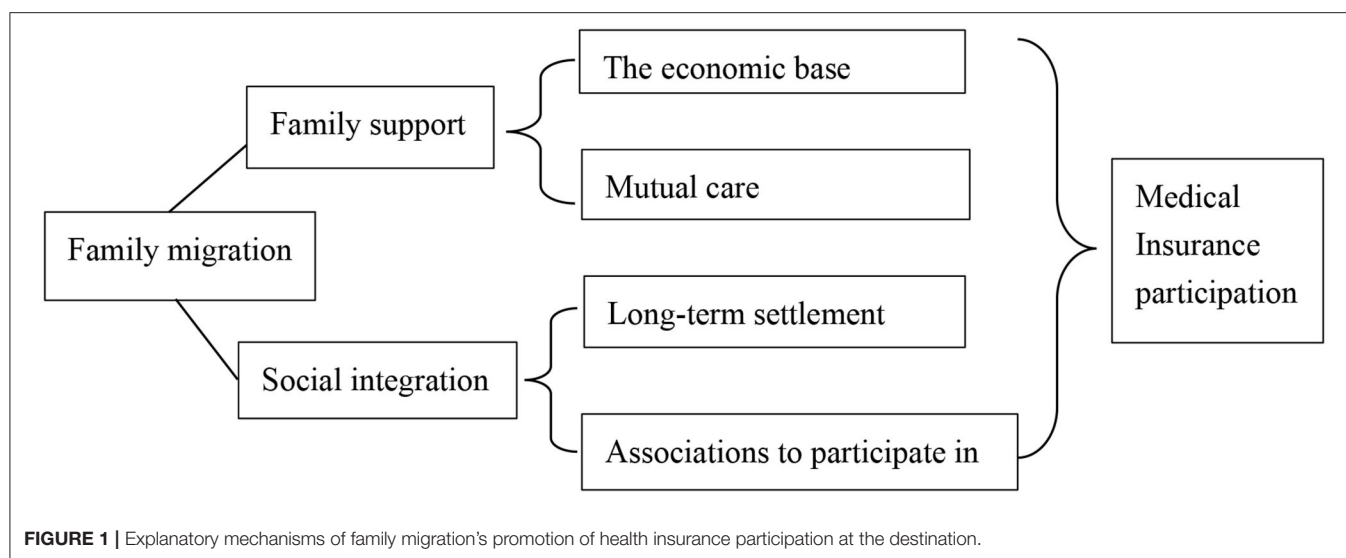 The economic base
Family support
Mutual care
Medical
Insurance
participation
Family migration
Long-term settlement
Social integration
Associations to participate in
FIGURE 1 | Explanatory mechanisms of family migration's promotion of health insurance participation at the destination.